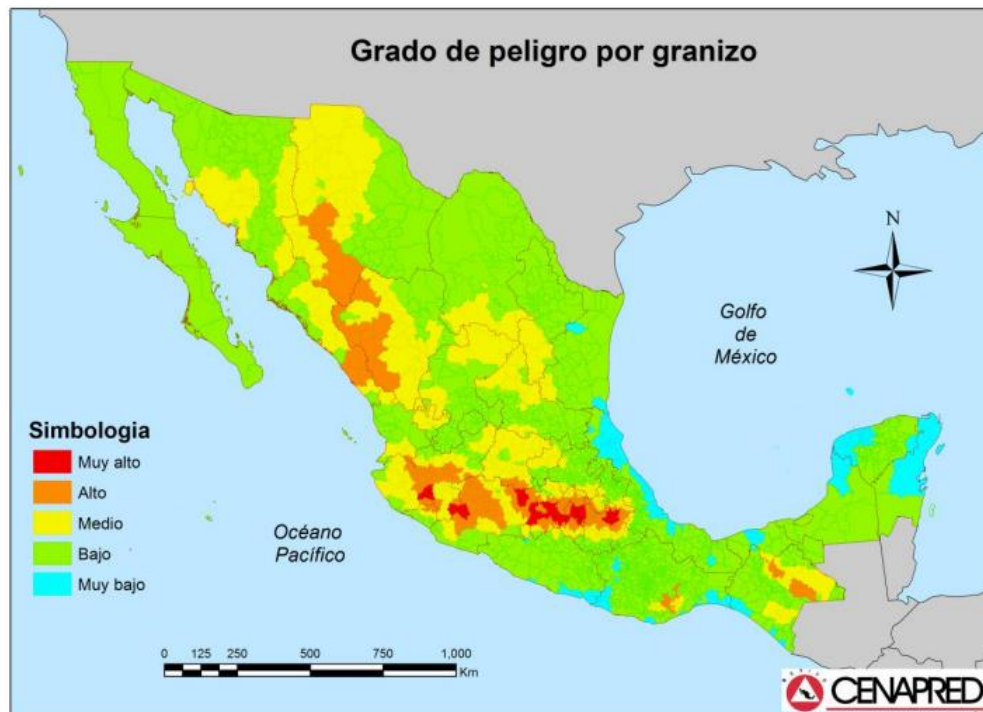 Grado de peligro por granizo
N
Golfo
de
México
Simbologia
Muy alto
Alto
Medio
Bajo
Muy bajo
Océano
Pacífico
0 125 250 500 750 1,000
Km
CENAPRED